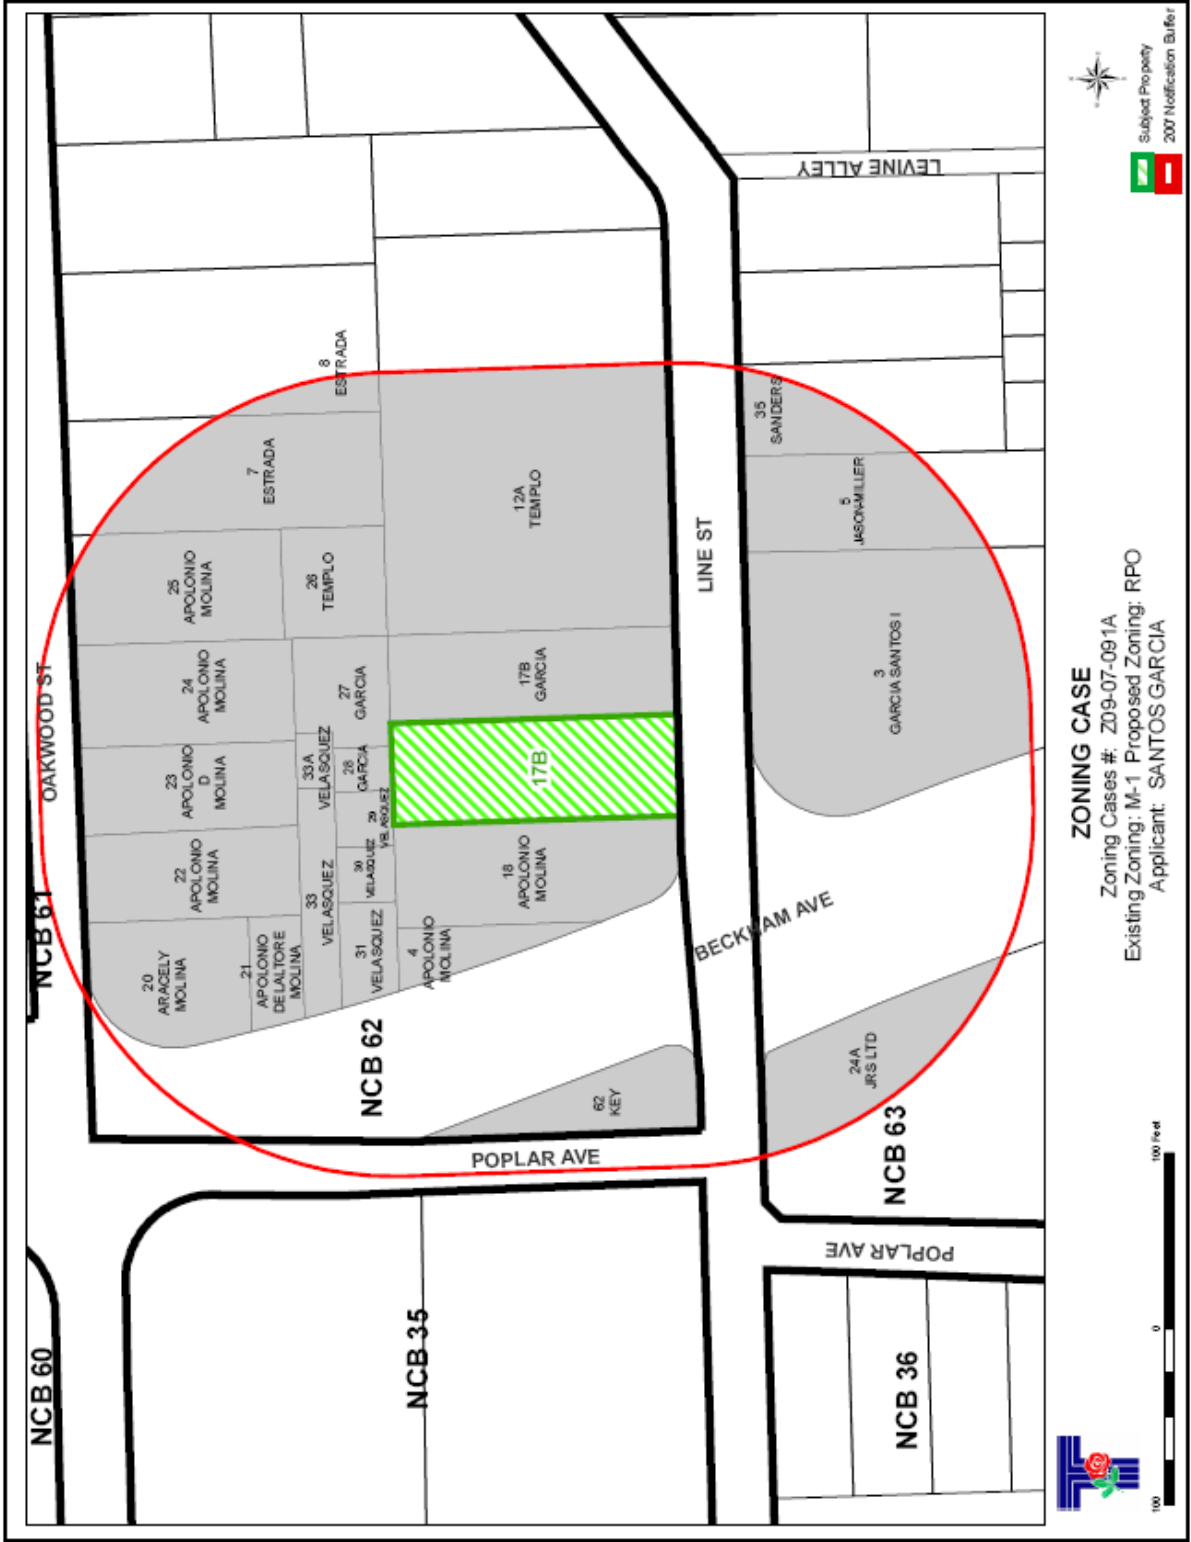 OAKWOOD ST
NCB 61
NCB 60
8
ESTRADA
7
ESTRADA
25
APOLONIO
MOLINA
26
TEMPLO
12A
TEMPLO
24
APOLONIO
MOLINA
27
GARCIA
17B
GARCIA
23
APOLONIO
D
MOLINA
33A
VELASQUEZ
28
GARCIA
17B
29
VELASQUEZ
22
APOLONIO
MOLINA
33
VELASQUEZ
30
VELASQUEZ
18
APOLONIO
MOLINA
20
ARACELY
MOLINA
21
APOLONIO
DELALTORE
MOLINA
31
VELASQUEZ
4
APOLONIO
MOLINA
NCB 62
62
KEY
POPLAR AVE
NCB 35
LINE ST
BECKHAM AVE
LEVINE ALLEY
35
SANDERS
5
JASON MILLER
3
GARCIA SANTOS I
24A
JRS LTD
NCB 63
POPLAR AVE
NCB 36
ZONING CASE
Zoning Cases #: Z09-07-091A
Existing Zoning: M-1 Proposed Zoning: RPO
Applicant: SANTOS GARCIA
Subject Property
200' Notification Buffer
100 0 100 Feet